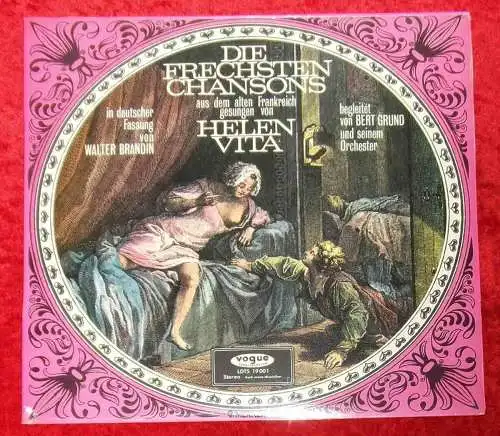 DIE
FRECHSTEN
CHANSONS
aus dem alten Frankreich
gesungen von
HELEN
VITA
in deutscher
Fassung
von
WALTER BRANDIN
begleitet
von BERT GRUND
und seinem
Orchester
vogue
LDTS 19001
Stereo